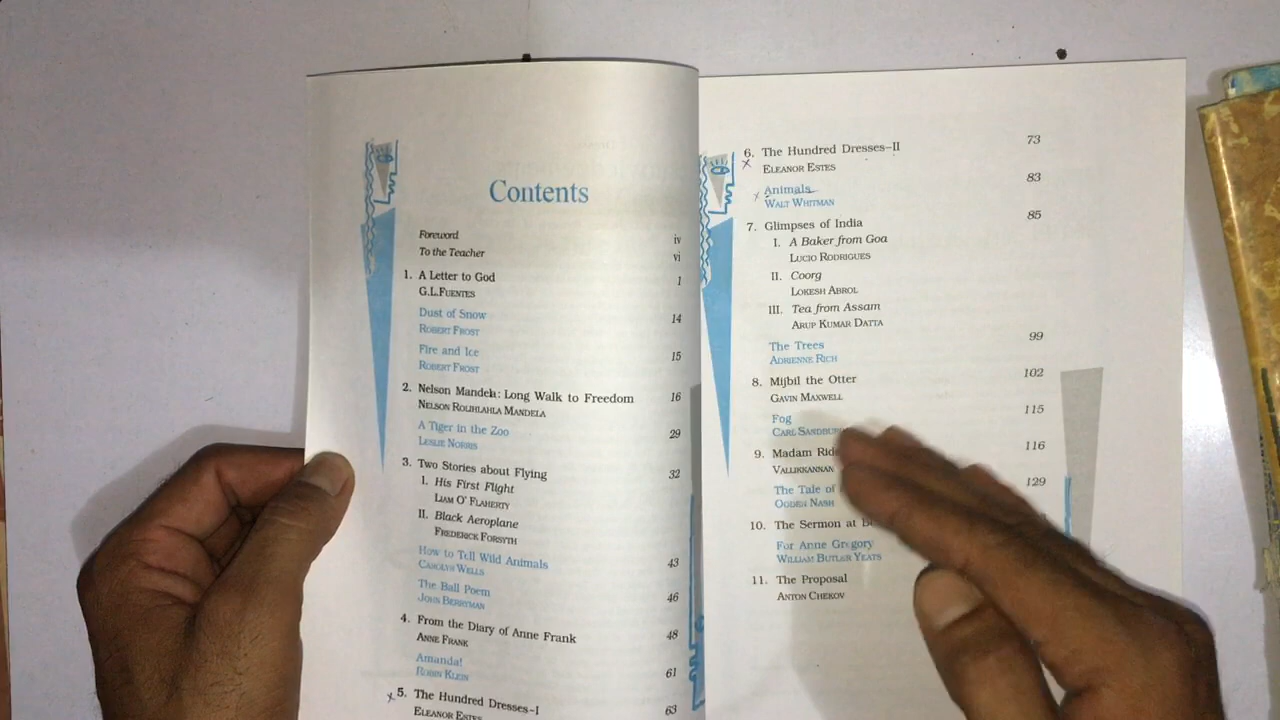 Contents
Foreword iv
To the Teacher vi
1. A Letter to God 1
G.L.FUENTES
Dust of Snow 14
ROBERT FROST
Fire and Ice 15
ROBERT FROST
2. Nelson Mandela: Long Walk to Freedom 16
NELSON ROLIHLAHLA MANDELA
A Tiger in the Zoo 29
LESLIE NORRIS
3. Two Stories about Flying 32
I. His First Flight
LIAM O' FLAHERTY
II. Black Aeroplane
FREDERICK FORSYTH
How to Tell Wild Animals 43
CAROLYN WELLS
The Ball Poem 46
JOHN BERRYMAN
4. From the Diary of Anne Frank 48
ANNE FRANK
Amanda! 61
ROBIN KLEIN
5. The Hundred Dresses–I 63
ELEANOR ESTES
6. The Hundred Dresses–II 73
ELEANOR ESTES
Animals 83
WALT WHITMAN
7. Glimpses of India 85
I. A Baker from Goa
LUCIO RODRIGUES
II. Coorg
LOKESH ABROL
III. Tea from Assam
ARUP KUMAR DATTA
The Trees 99
ADRIENNE RICH
8. Mijbil the Otter 102
GAVIN MAXWELL
Fog 115
CARL SANDBURG
9. Madam 116
VALLIKKANNAN
The Tale of 129
OGDEN NASH
10. The Sermon at
For Anne Gregory
WILLIAM BUTLER YEATS
11. The Proposal
ANTON CHEKOV